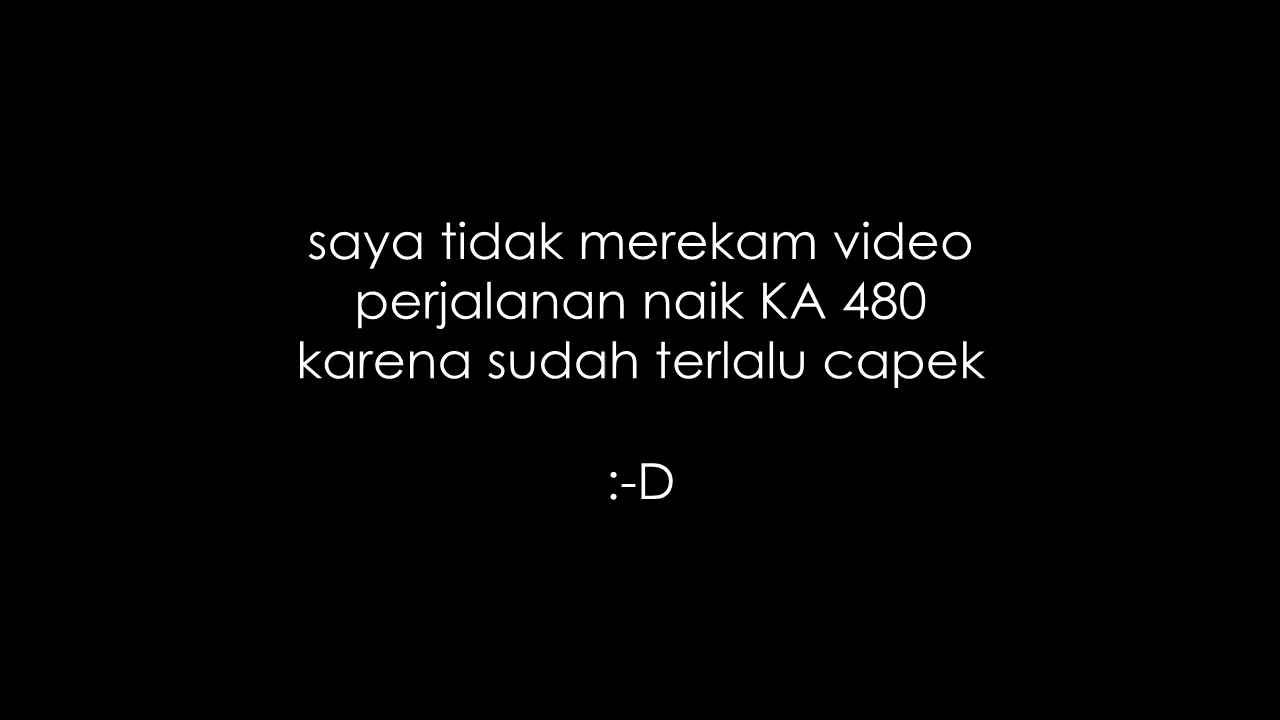 saya tidak merekam video
perjalanan naik KA 480
karena sudah terlalu capek
:-D